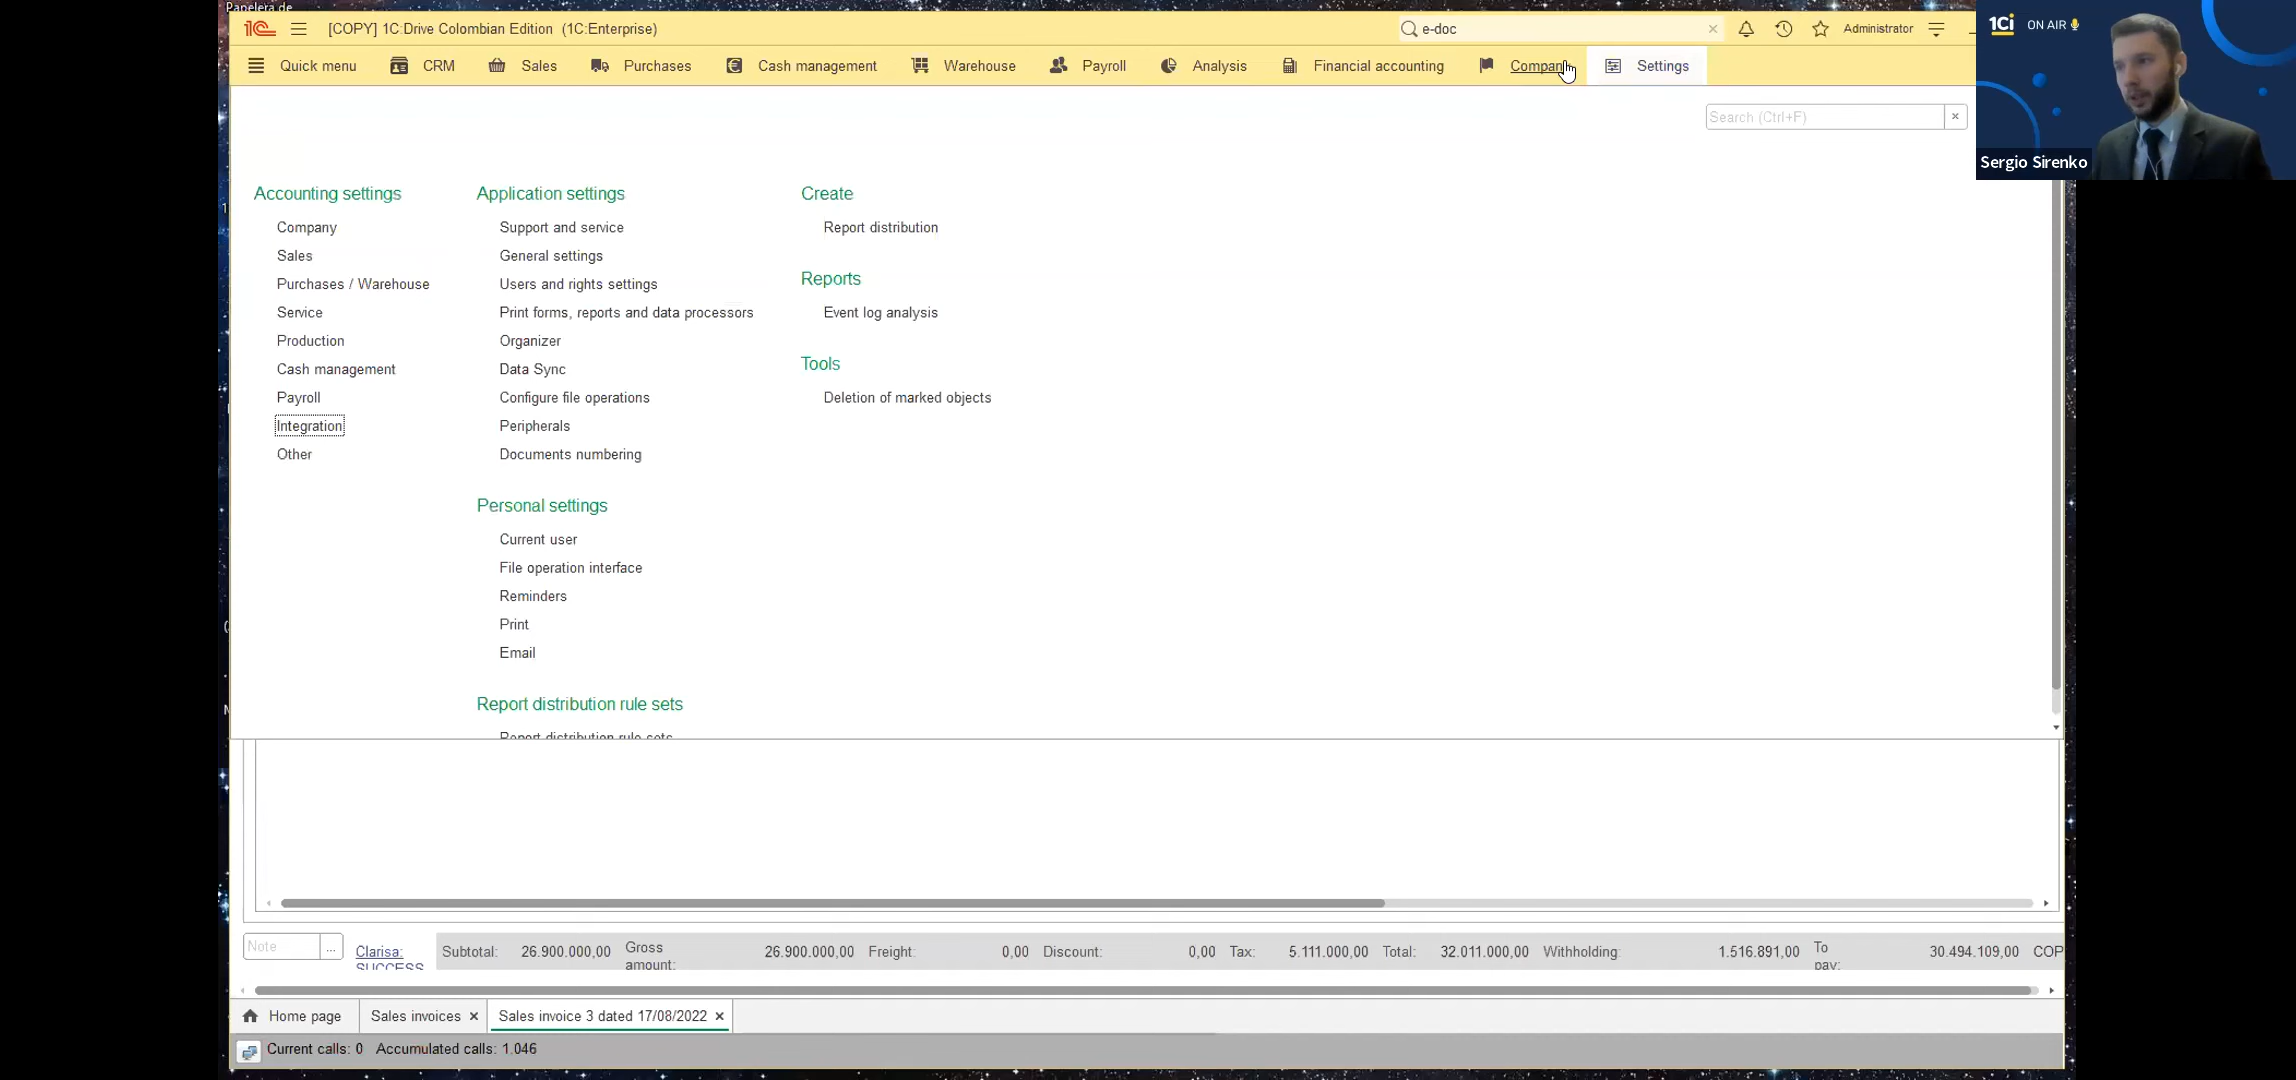 Papelera de
1C [COPY] 1C:Drive Colombian Edition (1C:Enterprise) e-doc × Administrator
1Ci ON AIR
Quick menu CRM Sales Purchases Cash management Warehouse Payroll Analysis Financial accounting Company Settings
Search (Ctrl+F) ×
Sergio Sirenko
Accounting settings
Company
Sales
Purchases / Warehouse
Service
Production
Cash management
Payroll
Integration
Other
Application settings
Support and service
General settings
Users and rights settings
Print forms, reports and data processors
Organizer
Data Sync
Configure file operations
Peripherals
Documents numbering
Personal settings
Current user
File operation interface
Reminders
Print
Email
Report distribution rule sets
Report distribution rule sets
Create
Report distribution
Reports
Event log analysis
Tools
Deletion of marked objects
Note ... Clarisa: SUCCESS Subtotal: 26.900.000,00 Gross amount: 26.900.000,00 Freight: 0,00 Discount: 0,00 Tax: 5.111.000,00 Total: 32.011.000,00 Withholding: 1.516.891,00 To pay: 30.494.109,00 COP
Home page Sales invoices × Sales invoice 3 dated 17/08/2022 ×
Current calls: 0 Accumulated calls: 1.046